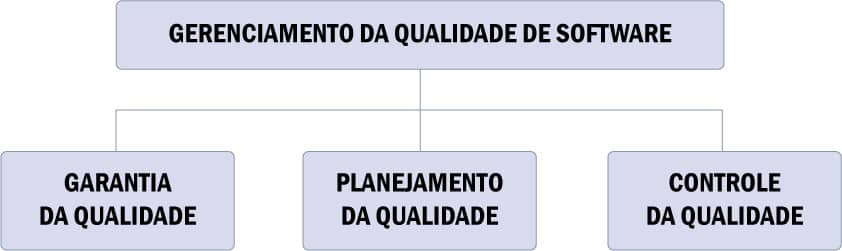 GERENCIAMENTO DA QUALIDADE DE SOFTWARE
GARANTIA
DA QUALIDADE
PLANEJAMENTO
DA QUALIDADE
CONTROLE
DA QUALIDADE